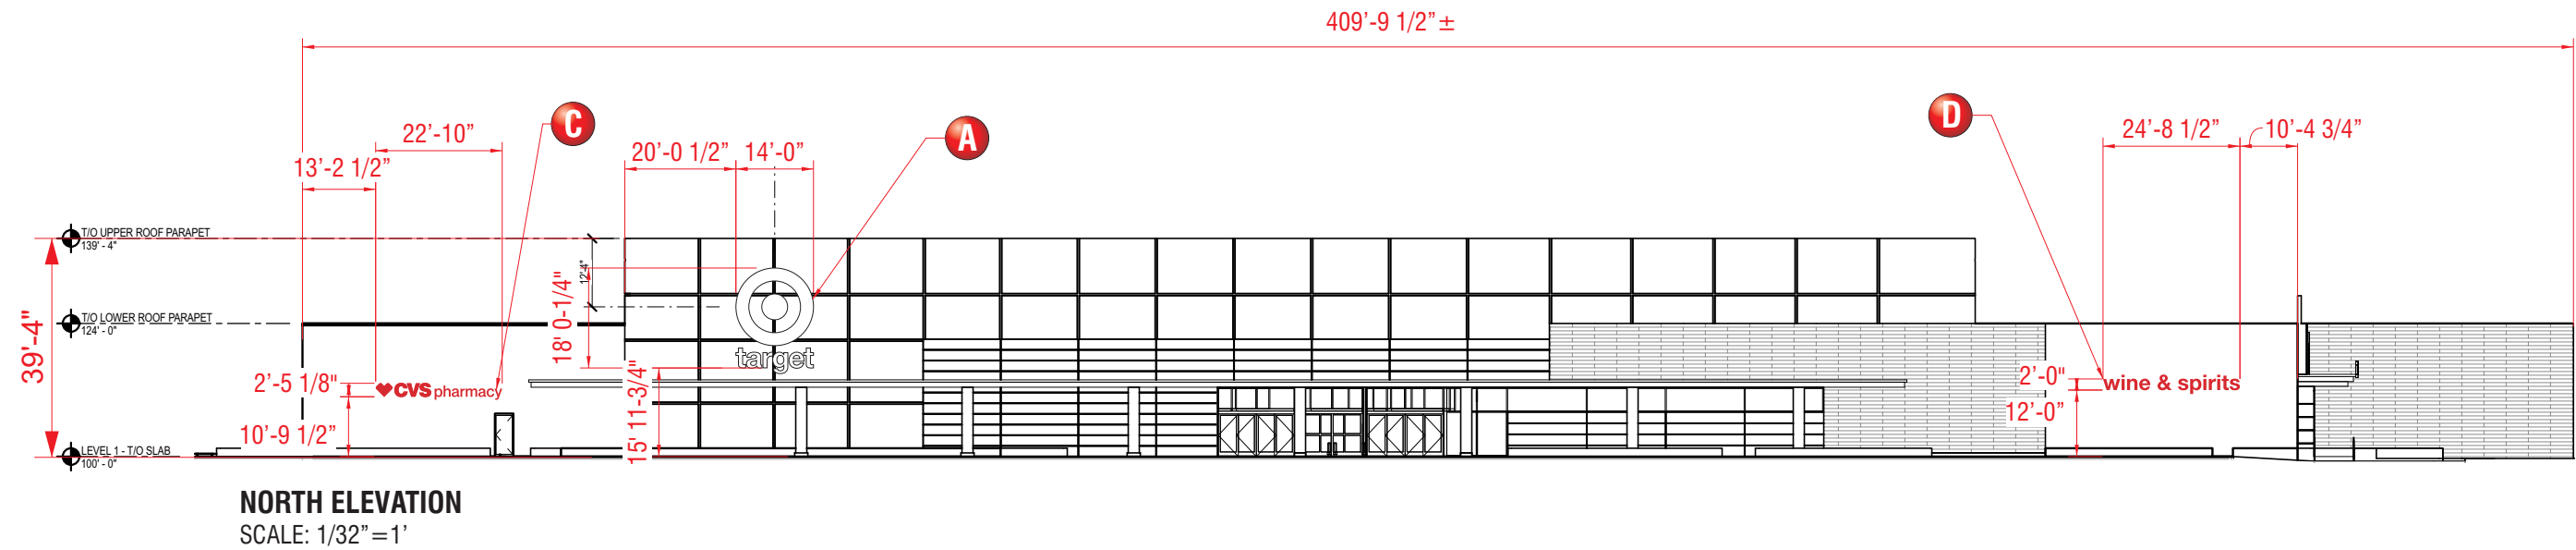 409’-9 1/2” ±
C
A
D
22’-10”
13’-2 1/2”
20’-0 1/2”
14’-0”
24’-8 1/2”
10’-4 3/4”
T/O UPPER ROOF PARAPET
139' - 4"
12'-4"
18' 0-1/4"
T/O LOWER ROOF PARAPET
124' - 0"
39'-4"
target
2’-5 1/8"
CVS pharmacy
15' 11-3/4"
2’-0"
wine & spirits
12’-0”
10’-9 1/2”
LEVEL 1 - T/O SLAB
100' - 0"
NORTH ELEVATION
SCALE: 1/32”=1’